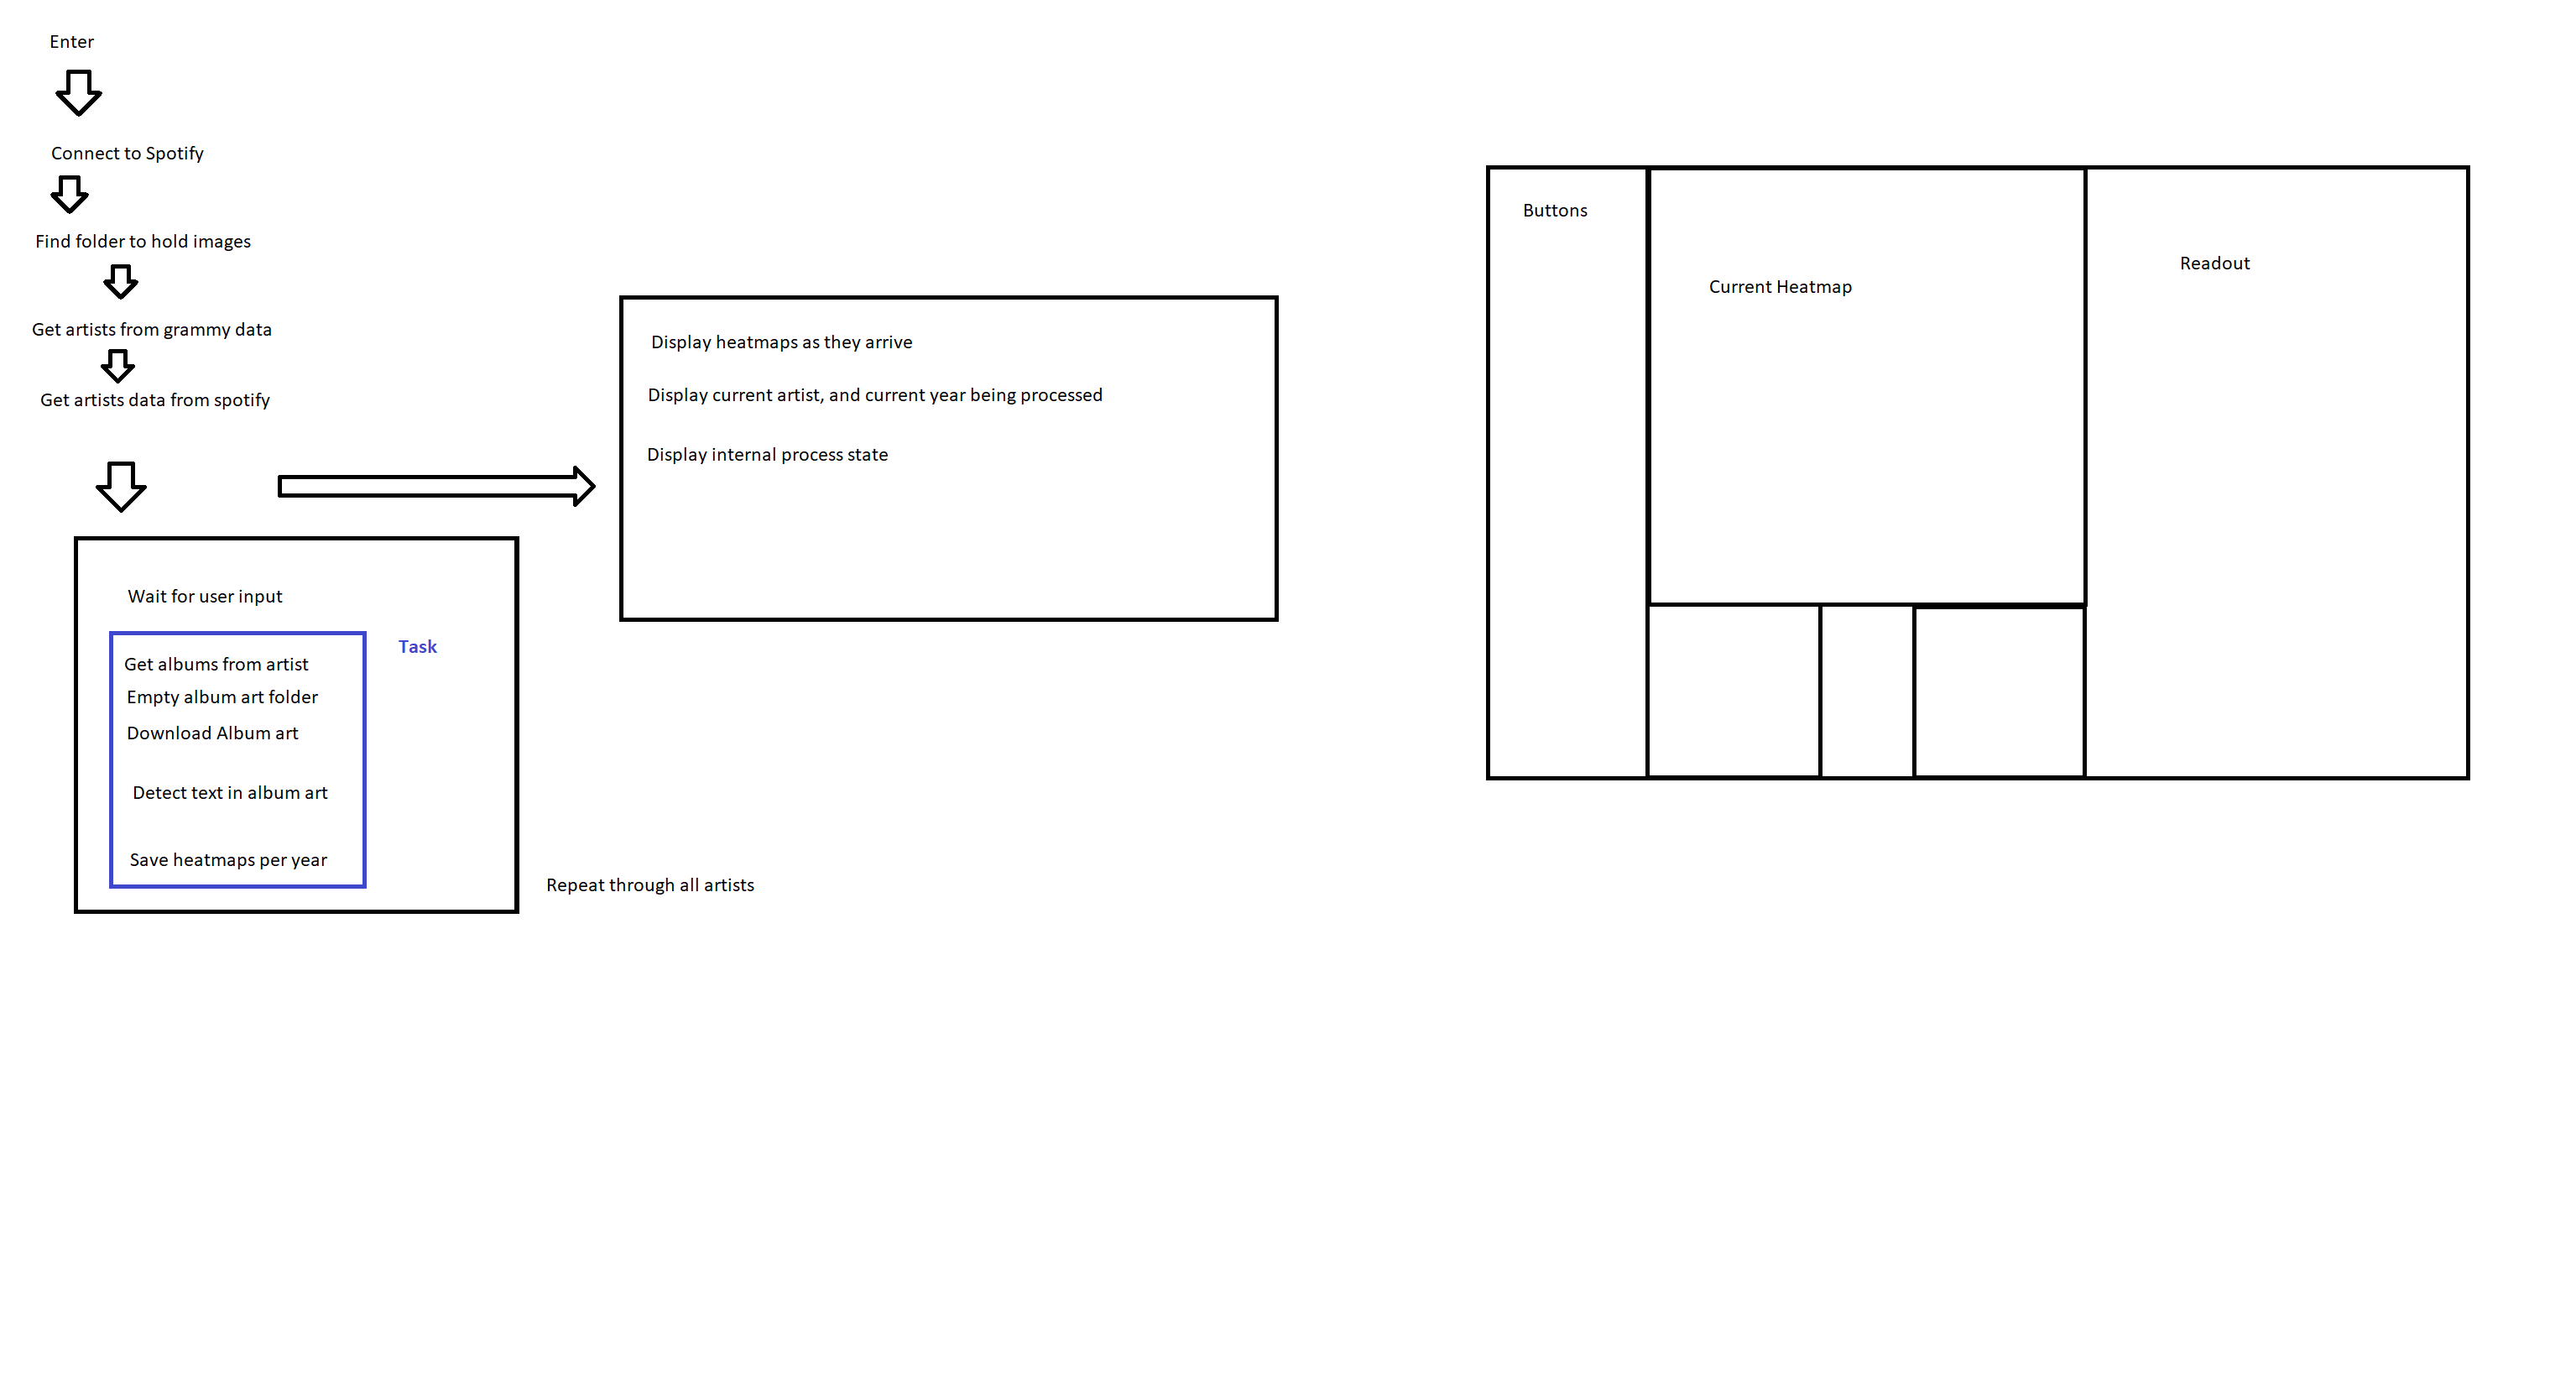 Enter
Connect to Spotify
Find folder to hold images
Get artists from grammy data
Get artists data from spotify
Wait for user input
Task
Get albums from artist
Empty album art folder
Download Album art
Detect text in album art
Save heatmaps per year
Repeat through all artists
Display heatmaps as they arrive
Display current artist, and current year being processed
Display internal process state
Buttons
Current Heatmap
Readout